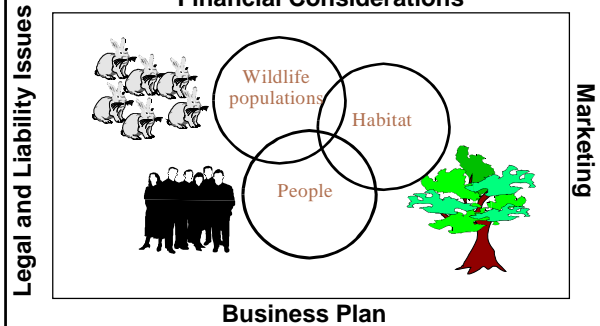 Financial Considerations
Legal and Liability Issues
Wildlife
populations
Habitat
People
Marketing
Business Plan